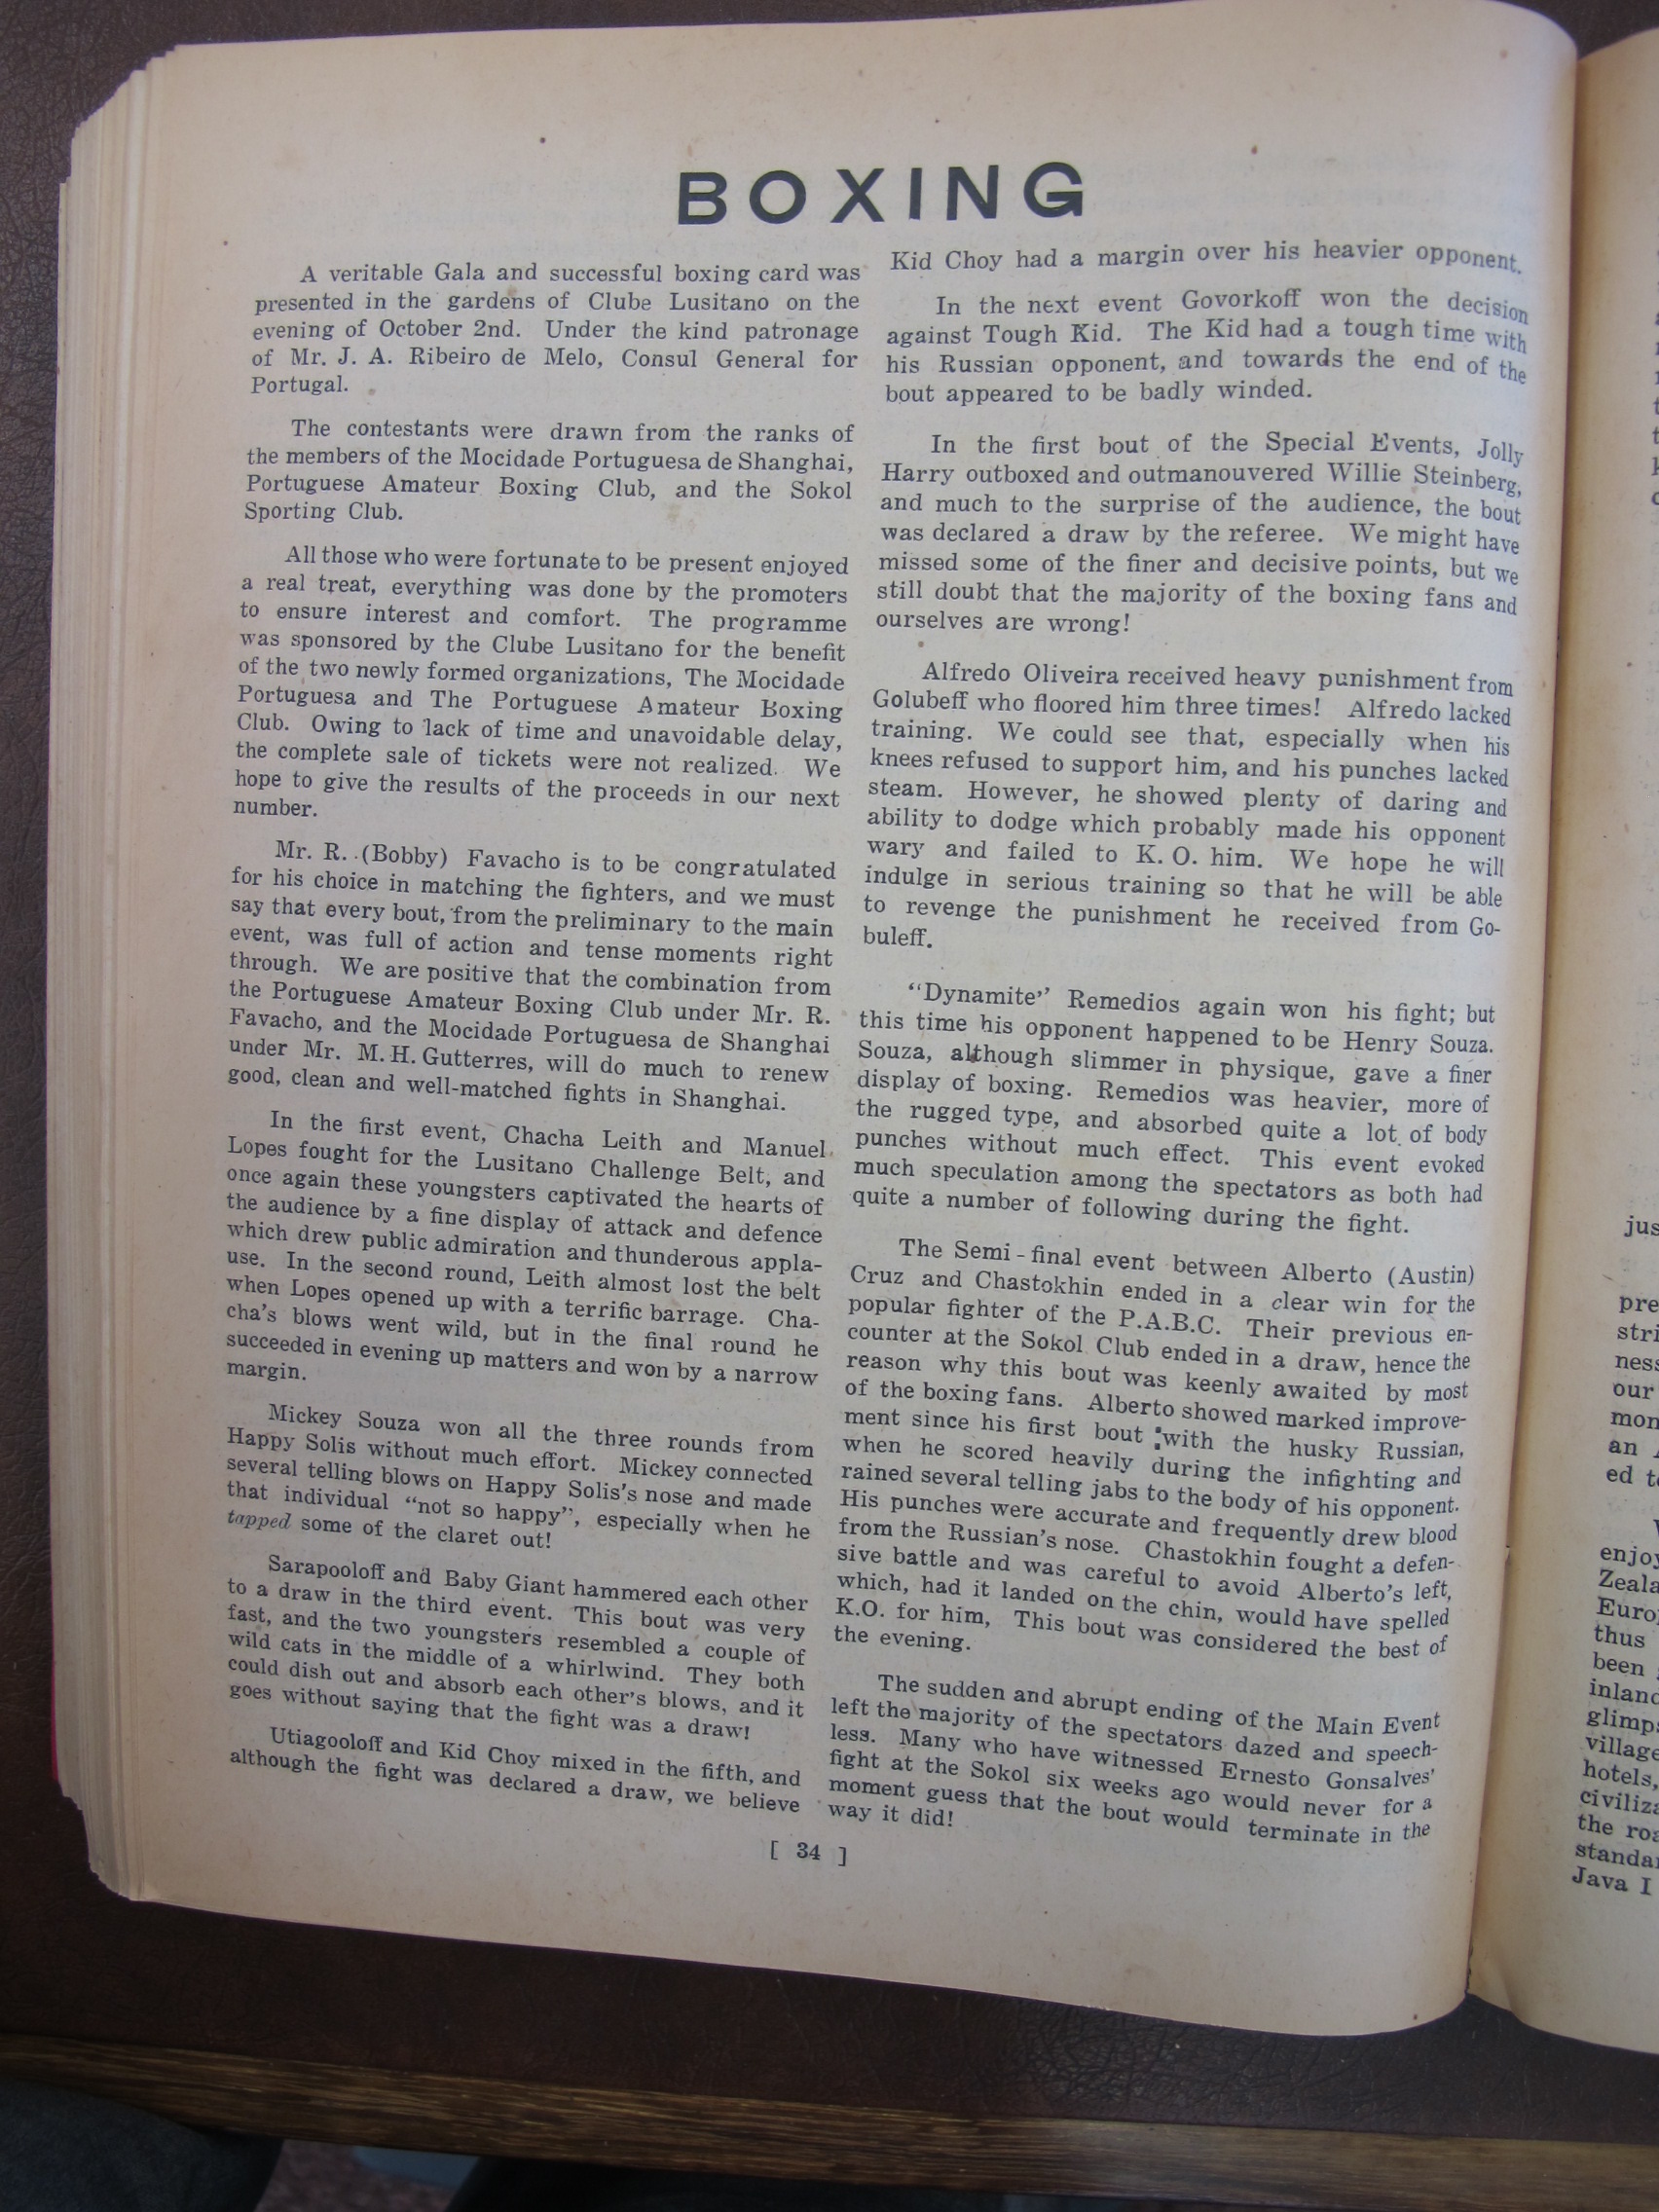 BOXING
A veritable Gala and successful boxing card was
presented in the gardens of Clube Lusitano on the
evening of October 2nd. Under the kind patronage
of Mr. J. A. Ribeiro de Melo, Consul General for
Portugal.
The contestants were drawn from the ranks of
the members of the Mocidade Portuguesa de Shanghai,
Portuguese Amateur Boxing Club, and the Sokol
Sporting Club.
All those who were fortunate to be present enjoyed
a real treat, everything was done by the promoters
to ensure interest and comfort. The programme
was sponsored by the Clube Lusitano for the benefit
of the two newly formed organizations, The Mocidade
Portuguesa and The Portuguese Amateur Boxing
Club. Owing to lack of time and unavoidable delay,
the complete sale of tickets were not realized. We
hope to give the results of the proceeds in our next
number.
Mr. R. (Bobby) Favacho is to be congratulated
for his choice in matching the fighters, and we must
say that every bout, from the preliminary to the main
event, was full of action and tense moments right
through. We are positive that the combination from
the Portuguese Amateur Boxing Club under Mr. R.
Favacho, and the Mocidade Portuguesa de Shanghai
under Mr. M. H. Gutterres, will do much to renew
good, clean and well-matched fights in Shanghai.
In the first event, Chacha Leith and Manuel
Lopes fought for the Lusitano Challenge Belt, and
once again these youngsters captivated the hearts of
the audience by a fine display of attack and defence
which drew public admiration and thunderous appla-
use. In the second round, Leith almost lost the belt
when Lopes opened up with a terrific barrage. Cha-
cha's blows went wild, but in the final round he
succeeded in evening up matters and won by a narrow
margin.
Mickey Souza won all the three rounds from
Happy Solis without much effort. Mickey connected
several telling blows on Happy Solis's nose and made
that individual "not so happy", especially when he
tapped some of the claret out!
Sarapooloff and Baby Giant hammered each other
to a draw in the third event. This bout was very
fast, and the two youngsters resembled a couple of
wild cats in the middle of a whirlwind. They both
could dish out and absorb each other's blows, and it
goes without saying that the fight was a draw!
Utiagooloff and Kid Choy mixed in the fifth, and
although the fight was declared a draw, we believe
Kid Choy had a margin over his heavier opponent.
In the next event Govorkoff won the decision
against Tough Kid. The Kid had a tough time with
his Russian opponent, and towards the end of the
bout appeared to be badly winded.
In the first bout of the Special Events, Jolly
Harry outboxed and outmanouvered Willie Steinberg,
and much to the surprise of the audience, the bout
was declared a draw by the referee. We might have
missed some of the finer and decisive points, but we
still doubt that the majority of the boxing fans and
ourselves are wrong!
Alfredo Oliveira received heavy punishment from
Golubeff who floored him three times! Alfredo lacked
training. We could see that, especially when his
knees refused to support him, and his punches lacked
steam. However, he showed plenty of daring and
ability to dodge which probably made his opponent
wary and failed to K. O. him. We hope he will
indulge in serious training so that he will be able
to revenge the punishment he received from Go-
buleff.
"Dynamite" Remedios again won his fight; but
this time his opponent happened to be Henry Souza.
Souza, although slimmer in physique, gave a finer
display of boxing. Remedios was heavier, more of
the rugged type, and absorbed quite a lot of body
punches without much effect. This event evoked
much speculation among the spectators as both had
quite a number of following during the fight.
The Semi-final event between Alberto (Austin)
Cruz and Chastokhin ended in a clear win for the
popular fighter of the P.A.B.C. Their previous en-
counter at the Sokol Club ended in a draw, hence the
reason why this bout was keenly awaited by most
of the boxing fans. Alberto showed marked improve-
ment since his first bout with the husky Russian,
when he scored heavily during the infighting and
rained several telling jabs to the body of his opponent.
His punches were accurate and frequently drew blood
from the Russian's nose. Chastokhin fought a defen-
sive battle and was careful to avoid Alberto's left,
which, had it landed on the chin, would have spelled
K.O. for him, This bout was considered the best of
the evening.
The sudden and abrupt ending of the Main Event
left the majority of the spectators dazed and speech-
less. Many who have witnessed Ernesto Gonsalves'
fight at the Sokol six weeks ago would never for a
moment guess that the bout would terminate in the
way it did!
[ 34 ]
jus
pre
stri
ness
our
mon
an
ed t
enjoy
Zeala
Euro
thus
been
inland
glimps
village
hotels,
civiliza
the roa
standar
Java I